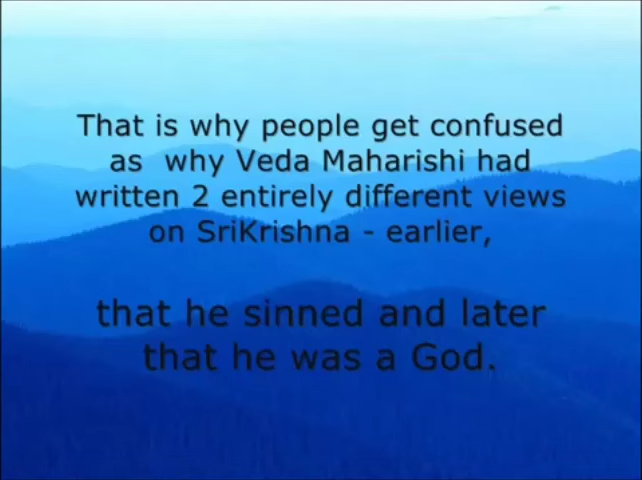 That is why people get confused
as why Veda Maharishi had
written 2 entirely different views
on SriKrishna - earlier,
that he sinned and later
that he was a God.